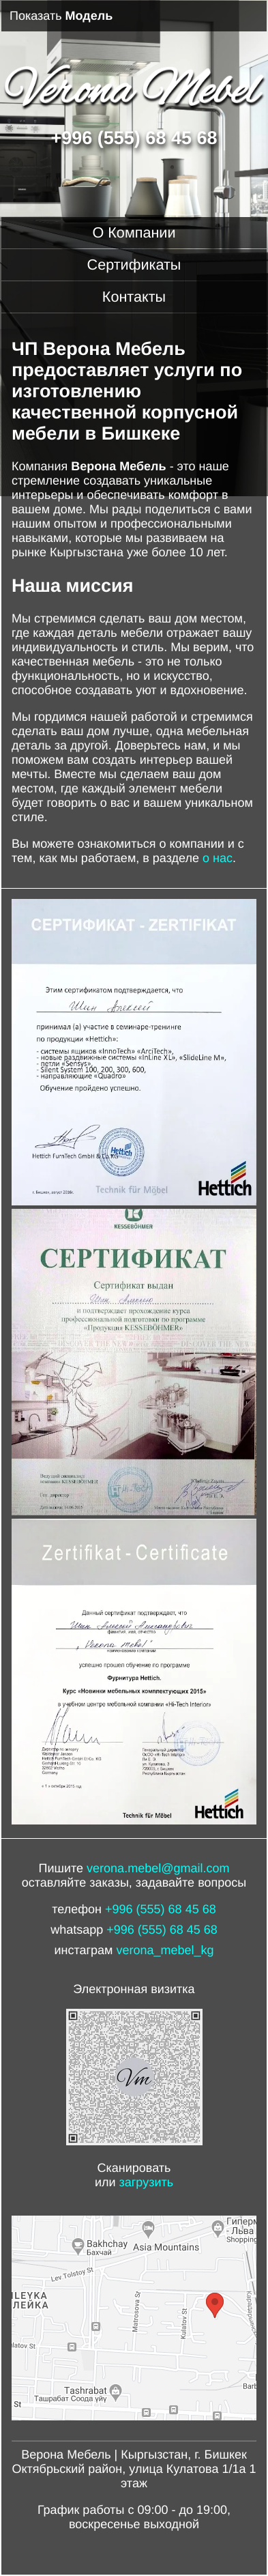 Показать Модель
Verona Mebel
+996 (555) 68 45 68
О Компании
Сертификаты
Контакты
ЧП Верона Мебель
предоставляет услуги по
изготовлению
качественной корпусной
мебели в Бишкеке
Компания Верона Мебель - это наше
стремление создавать уникальные
интерьеры и обеспечивать комфорт в
вашем доме. Мы рады поделиться с вами
нашим опытом и профессиональными
навыками, которые мы развиваем на
рынке Кыргызстана уже более 10 лет.
Наша миссия
Мы стремимся сделать ваш дом местом,
где каждая деталь мебели отражает вашу
индивидуальность и стиль. Мы верим, что
качественная мебель - это не только
функциональность, но и искусство,
способное создавать уют и вдохновение.
Мы гордимся нашей работой и стремимся
сделать ваш дом лучше, одна мебельная
деталь за другой. Доверьтесь нам, и мы
поможем вам создать интерьер вашей
мечты. Вместе мы сделаем ваш дом
местом, где каждый элемент мебели
будет говорить о вас и вашем уникальном
стиле.
Вы можете ознакомиться о компании и с
тем, как мы работаем, в разделе о нас.
СЕРТИФИКАТ - ZERTIFIKAT
Этим сертификатом подтверждается, что
Шин Алексей
принимал (а) участие в семинаре-тренинге
по продукции «Hettich»:
- системы ящиков «InnoTech» «ArciTech»,
- новые раздвижные системы «InLine XL», «SlideLine M»,
- петли «Sensys»,
- Silent System 100, 200, 300, 600,
- направляющие «Quadro»
Обучение пройдено успешно.
Hettich FurnTech GmbH & Co.KG
Technik für Möbel
Hettich
KESSEBÖHMER
СЕРТИФИКАТ
Сертификат выдан
Шин Алексею
и подтверждает прохождение курса
профессиональной подготовки по программе
«Продукция KESSEBÖHMER»
Zertifikat - Certificate
Данный сертификат подтверждает, что
Шин Алексей Александрович
фамилия, имя, отчество
„Verona mebel"
наименование компании
успешно прошел обучение по программе
Фурнитура Hettich.
Курс «Новинки мебельных комплектующих 2015»
в учебном центре мебельной компании «Hi-Tech Interior»
Technik für Möbel
Hettich
Пишите verona.mebel@gmail.com
оставляйте заказы, задавайте вопросы
телефон +996 (555) 68 45 68
whatsapp +996 (555) 68 45 68
инстаграм verona_mebel_kg
Электронная визитка
Vm
Сканировать
или загрузить
Гиперм
- Льва
Shopping
Bakhchay
Бахчай
Asia Mountains
Lev Tolstoy St
ILEYKA
ЛЕЙКА
Matrosova St
Kulatov St
latov St
Tashrabat
Ташрабат Соода үйү
Barb
St
Верона Мебель | Кыргызстан, г. Бишкек
Октябрьский район, улица Кулатова 1/1а 1
этаж
График работы с 09:00 - до 19:00,
воскресенье выходной